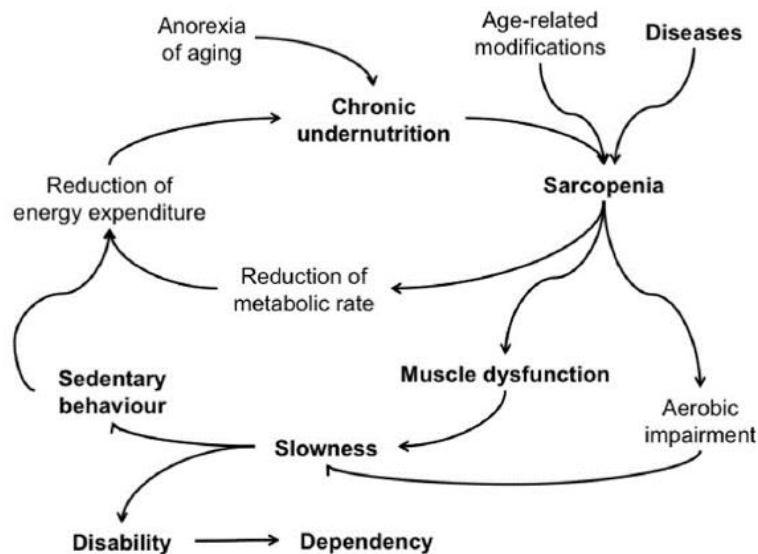 Anorexia
of aging
Age-related
modifications
Diseases
Chronic
undernutrition
Sarcopenia
Reduction of
energy expenditure
Reduction of
metabolic rate
Muscle dysfunction
Sedentary
behaviour
Aerobic
impairment
Slowness
Disability
Dependency